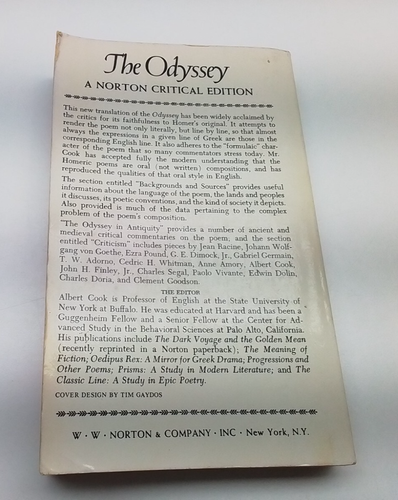 The Odyssey
A NORTON CRITICAL EDITION
This new translation of the Odyssey has been widely acclaimed
by the critics for its faithfulness to Homer's original. It attempts to
render the poem not only literally, but line by line, so that almost
always the expressions in a given line of Greek are those in the
corresponding English line. It also adheres to the "formulaic" char-
acter of the poem that so many commentators stress today. Mr.
Cook has accepted fully the modern understanding that the
Homeric poems are oral (not written) compositions, and has
reproduced the qualities of that oral style in English.
The section entitled "Backgrounds and Sources" provides useful
information about the language of the poem, the lands and peoples
it discusses, its poetic conventions, and the kind of society it depicts.
Also provided is much of the data pertaining to the complex
problem of the poem's composition.
"The Odyssey in Antiquity" provides a number of ancient and
medieval critical commentaries on the poem; and the section
entitled "Criticism" includes pieces by Jean Racine, Johann Wolf-
gang von Goethe, Ezra Pound, G. E. Dimock, Jr., Gabriel Germain,
T. W. Adorno, Cedric H. Whitman, Anne Amory, Albert Cook,
John H. Finley, Jr., Charles Segal, Paolo Vivante, Edwin Dolin,
Charles Doria, and Clement Goodson.
THE EDITOR
Albert Cook is Professor of English at the State University of
New York at Buffalo. He was educated at Harvard and has been a
Guggenheim Fellow and a Senior Fellow at the Center for Ad-
vanced Study in the Behavioral Sciences at Palo Alto, California.
His publications include The Dark Voyage and the Golden Mean
(recently reprinted in a Norton paperback); The Meaning of
Fiction; Oedipus Rex: A Mirror for Greek Drama; Progressions and
Other Poems; Prisms: A Study in Modern Literature; and The
Classic Line: A Study in Epic Poetry.
COVER DESIGN BY TIM GAYDOS
W · W · NORTON & COMPANY · INC · New York, N.Y.